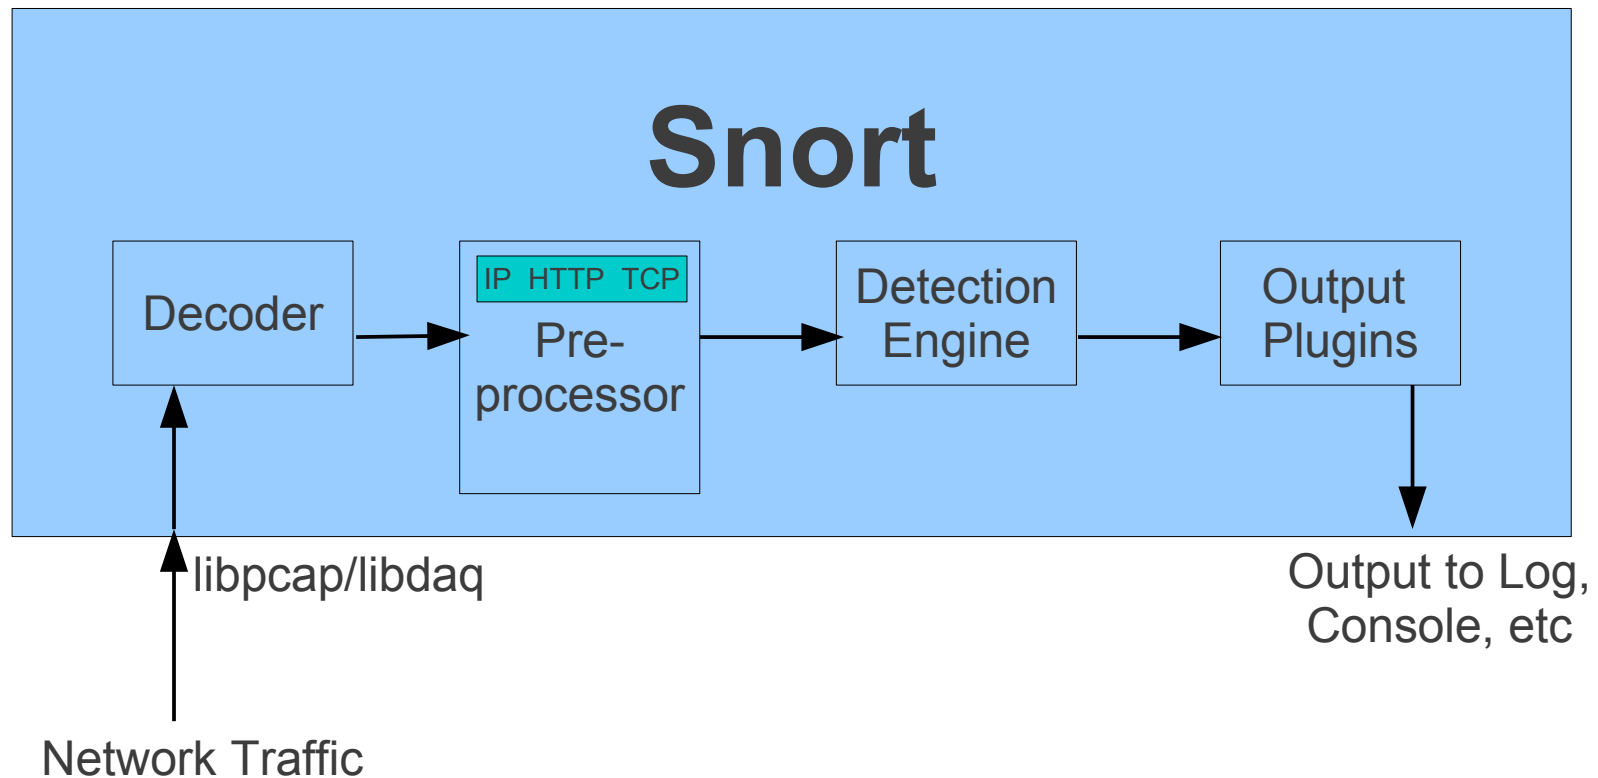 Snort
Decoder
IP HTTP TCP
Pre-
processor
Detection
Engine
Output
Plugins
libpcap/libdaq
Output to Log,
Console, etc
Network Traffic